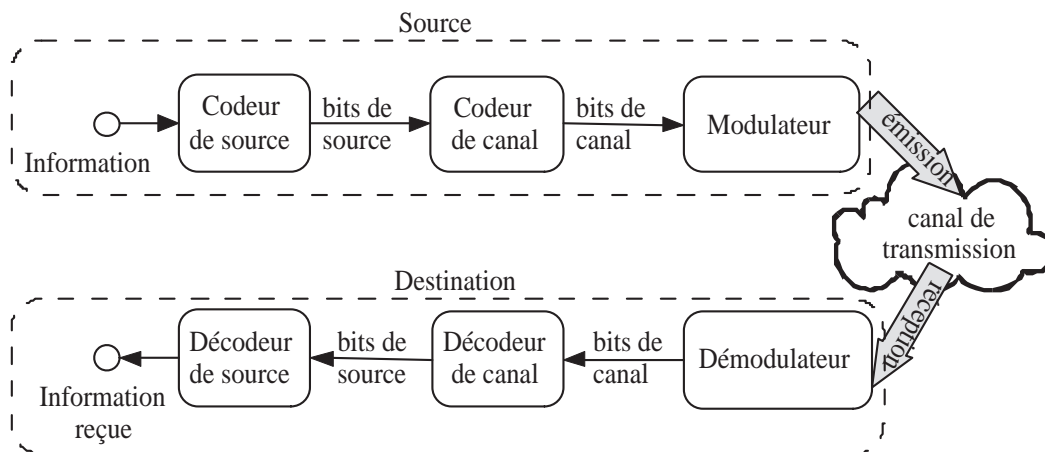 Source
Information
Codeur
de source
bits de
source
Codeur
de canal
bits de
canal
Modulateur
émission
canal de
transmission
réception
Destination
Démodulateur
bits de
canal
Décodeur
de canal
bits de
source
Décodeur
de source
Information
reçue